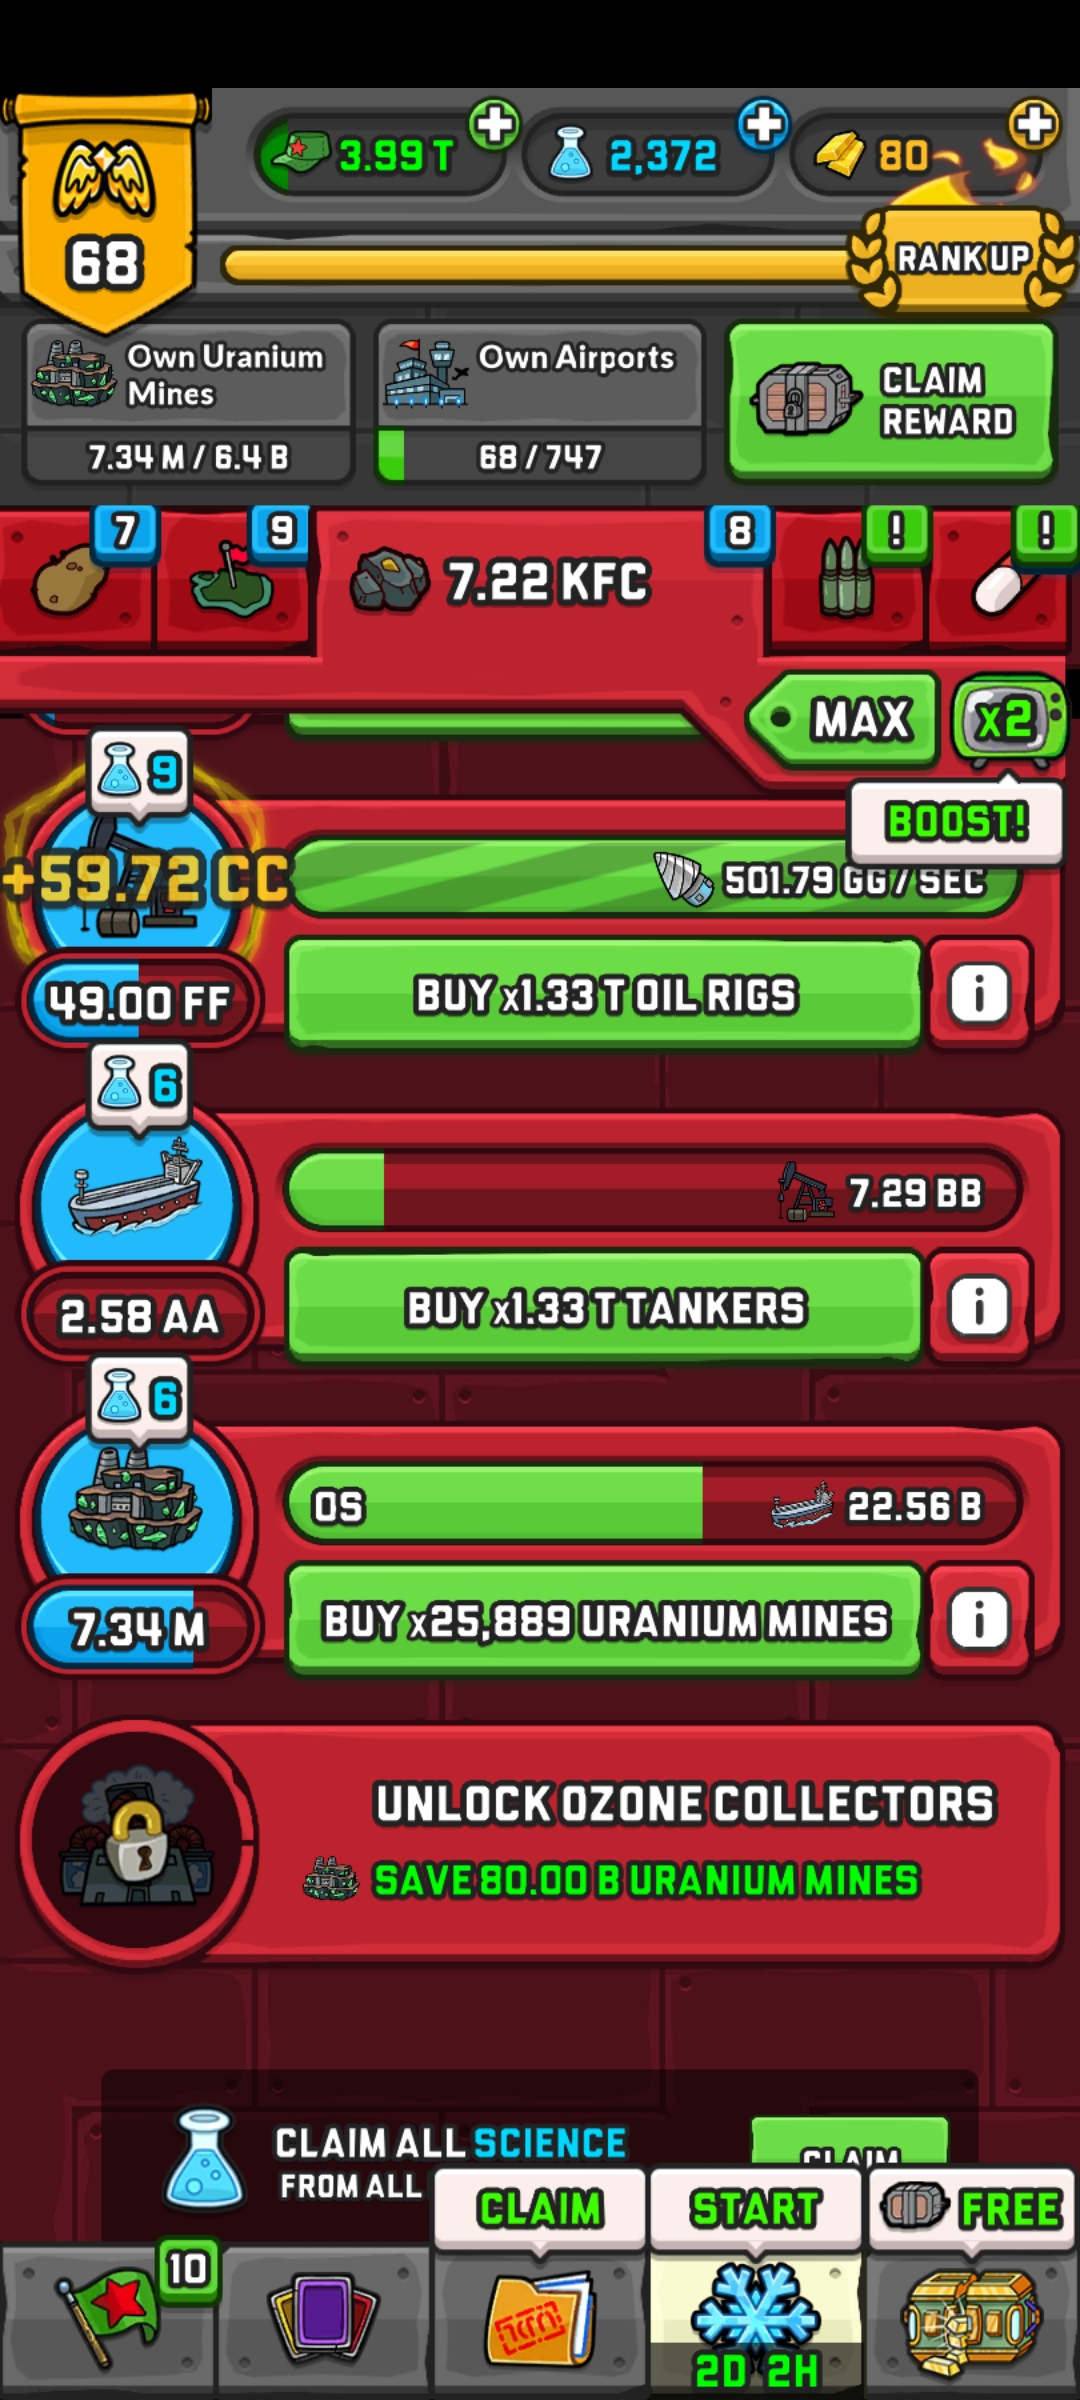 3.99 T
2,372
80
68
RANK UP
Own Uranium
Mines
7.34 M / 6.4 B
Own Airports
68 / 747
CLAIM
REWARD
7
9
7.22 KFC
8
!
!
MAX
x2
BOOST!
9
+59.72 CC
501.79 GG / SEC
49.00 FF
BUY x1.33 T OIL RIGS
i
6
7.29 BB
2.58 AA
BUY x1.33 T TANKERS
i
6
0S
22.56 B
7.34 M
BUY x25,889 URANIUM MINES
i
UNLOCK OZONE COLLECTORS
SAVE 80.00 B URANIUM MINES
CLAIM ALL SCIENCE
FROM ALL
CLAIM
CLAIM
START
FREE
10
2D 2H